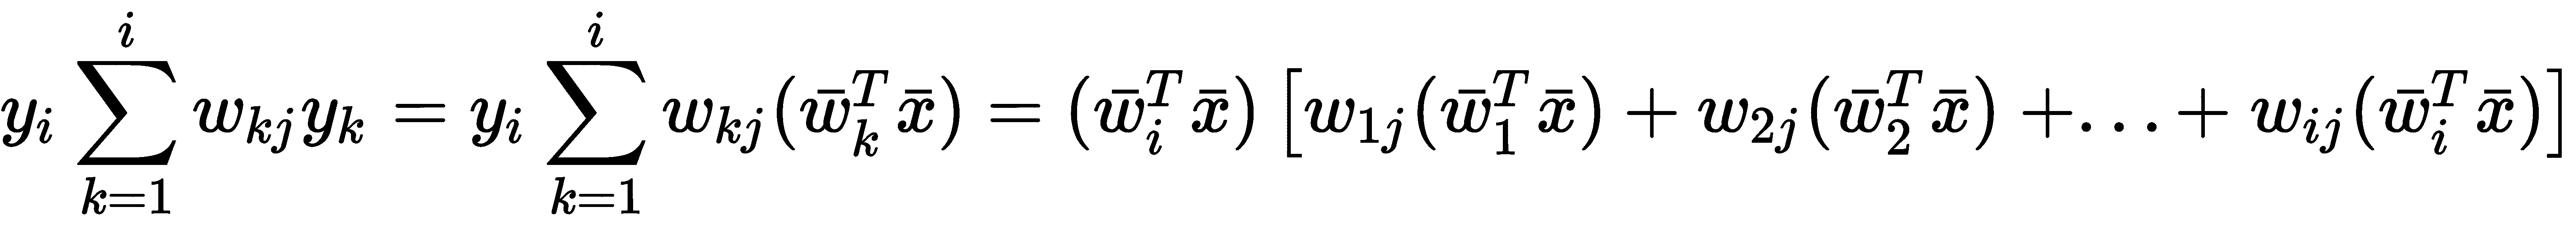 $y_i \sum_{k=1}^{i} w_{kj} y_k = y_i \sum_{k=1}^{i} w_{kj} (\bar{w}_k^T \bar{x}) = (\bar{w}_i^T \bar{x}) \left[ w_{1j} (\bar{w}_1^T \bar{x}) + w_{2j} (\bar{w}_2^T \bar{x}) + \ldots + w_{ij} (\bar{w}_i^T \bar{x}) \right]$